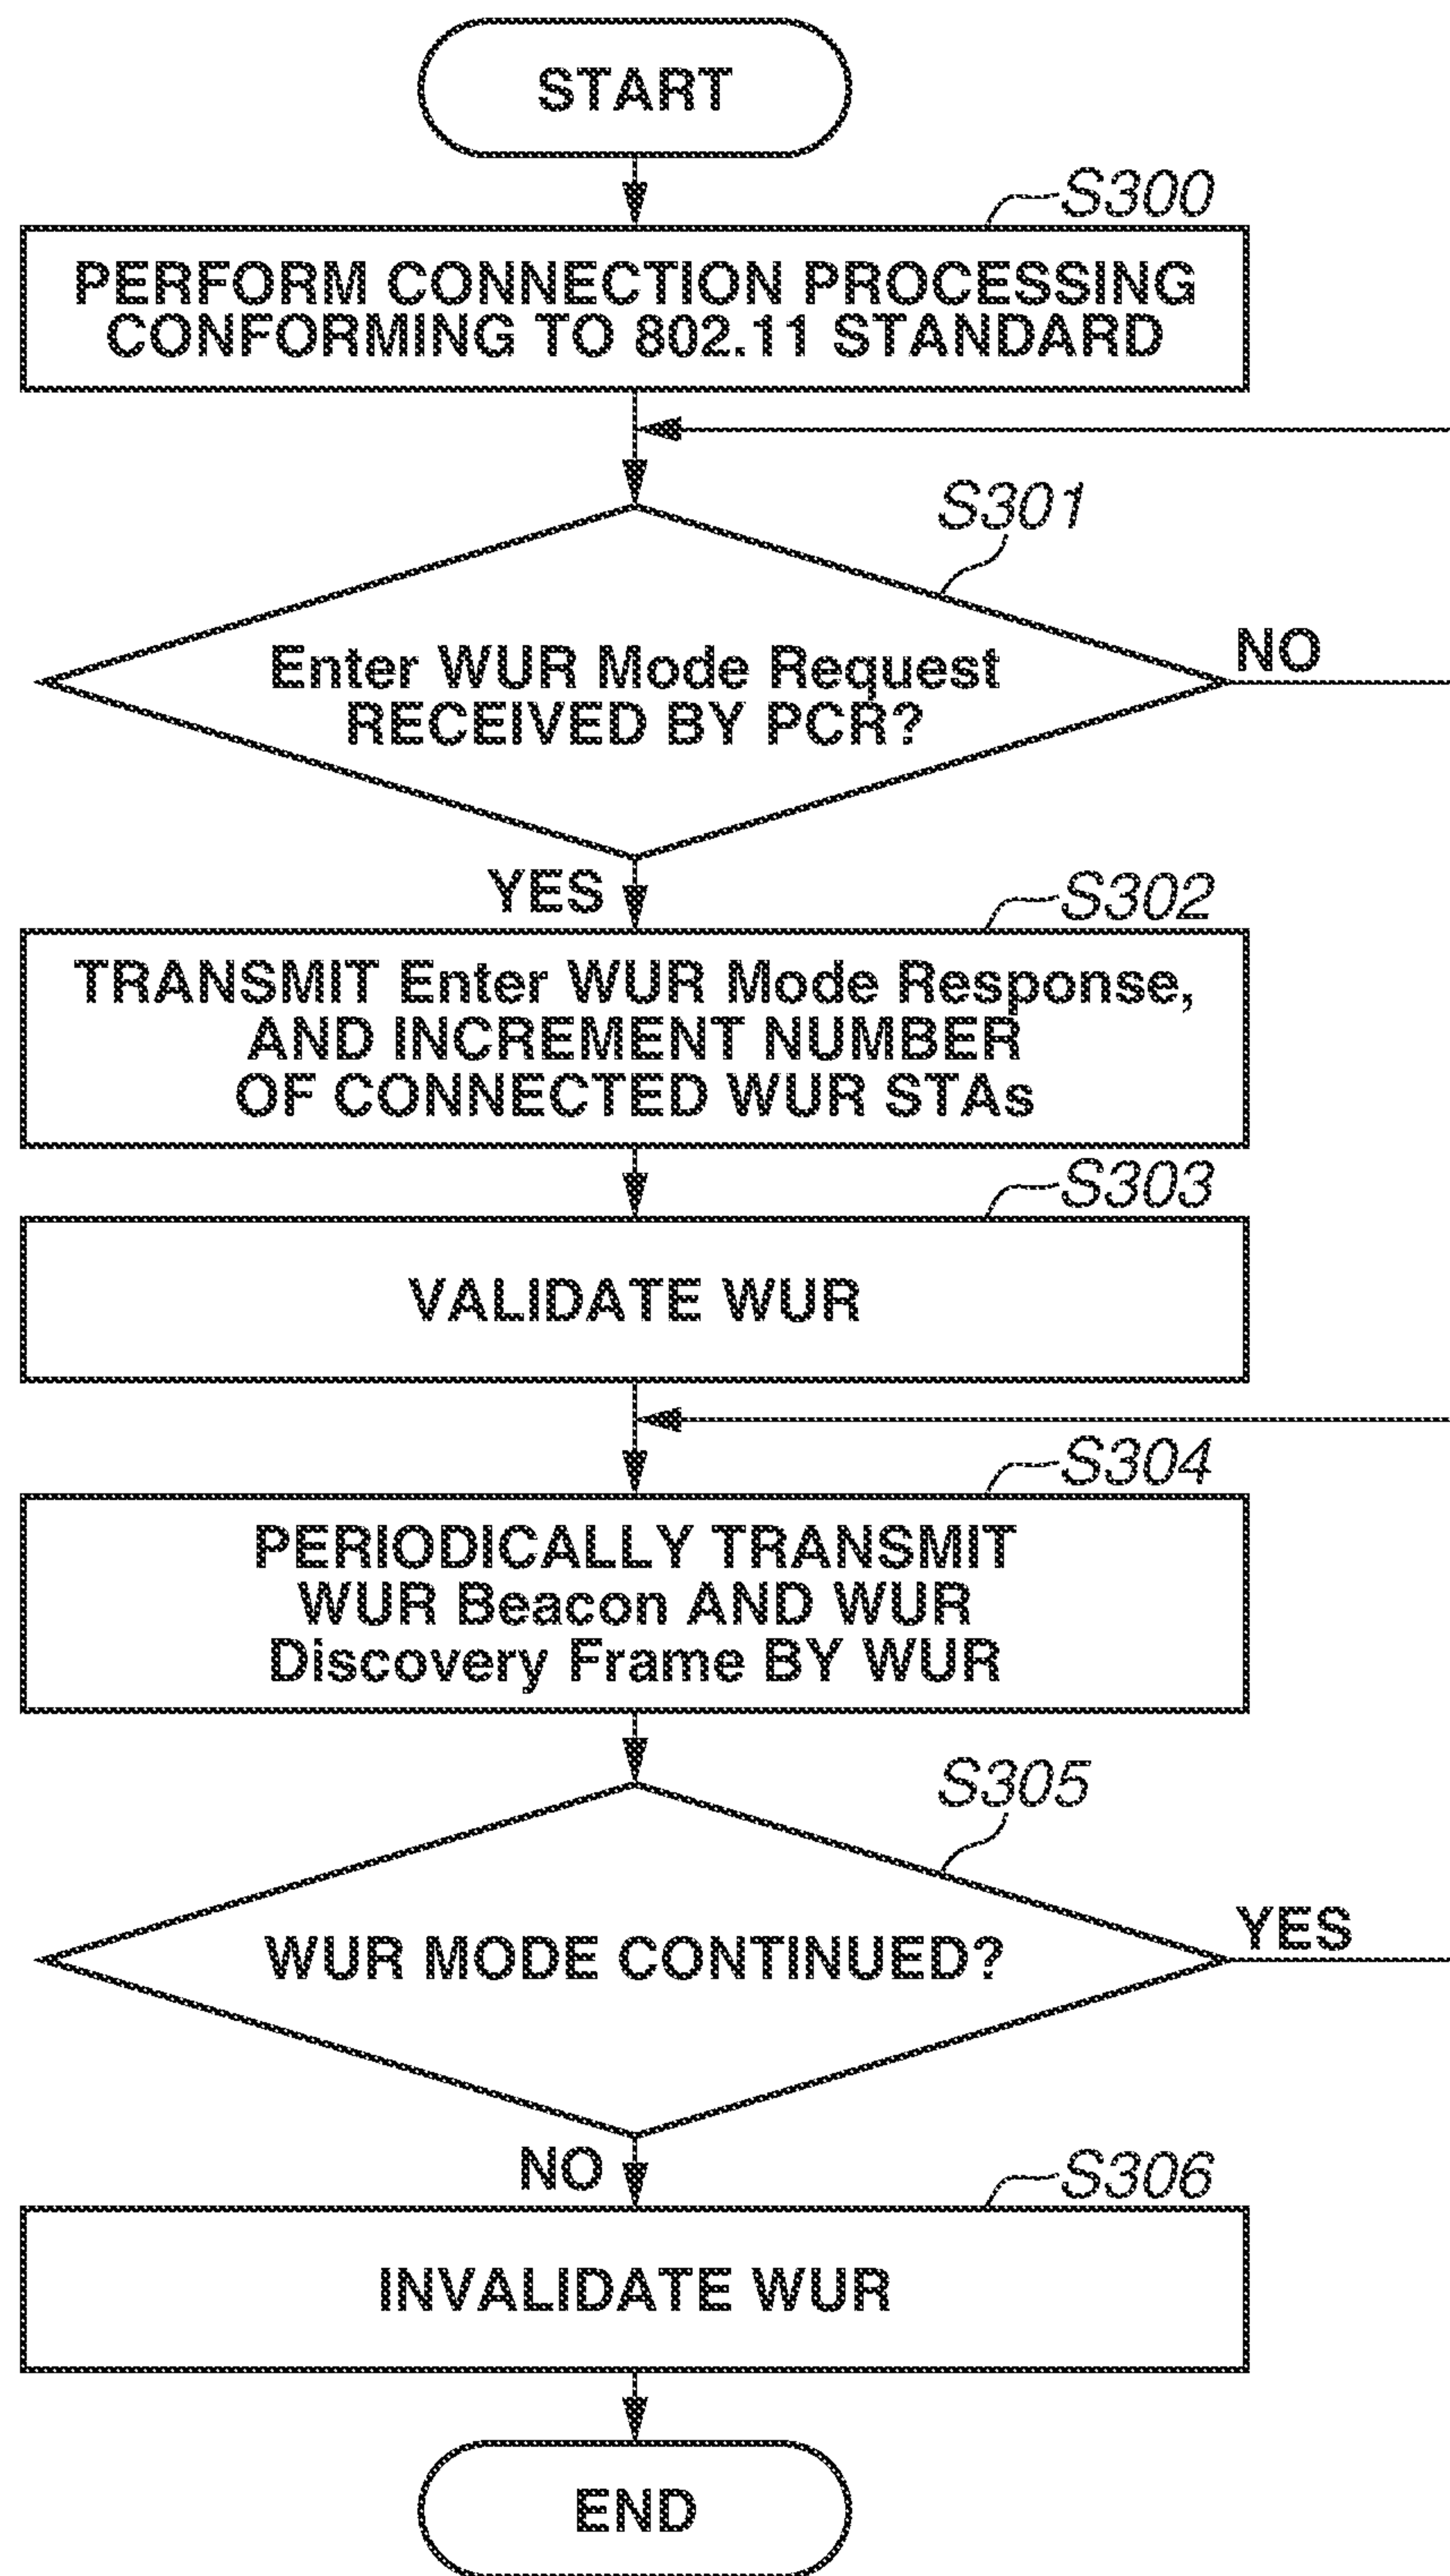 START
S300
PERFORM CONNECTION PROCESSING
CONFORMING TO 802.11 STANDARD
S301
Enter WUR Mode Request
RECEIVED BY PCR?
NO
YES
S302
TRANSMIT Enter WUR Mode Response,
AND INCREMENT NUMBER
OF CONNECTED WUR STAs
S303
VALIDATE WUR
S304
PERIODICALLY TRANSMIT
WUR Beacon AND WUR
Discovery Frame BY WUR
S305
WUR MODE CONTINUED?
YES
NO
S306
INVALIDATE WUR
END